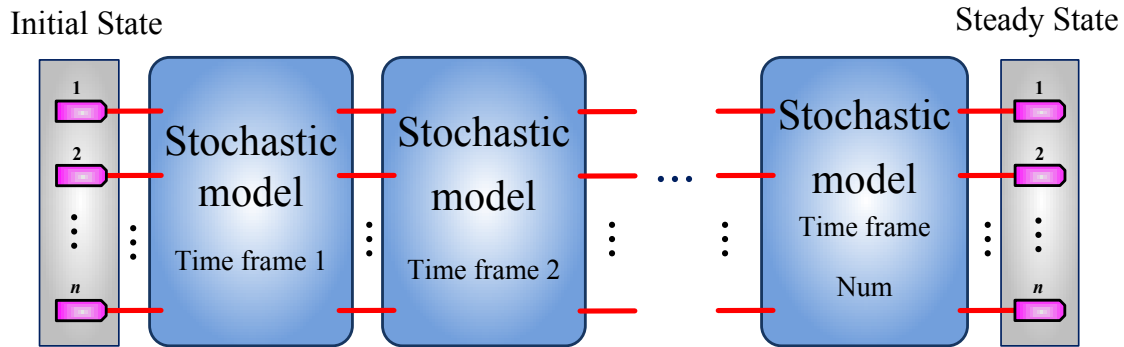 Initial State
Steady State
1
2
⋮
n
⋮
Stochastic
model
Time frame 1
⋮
Stochastic
model
Time frame 2
⋮
...
⋮
Stochastic
model
Time frame
Num
⋮
1
2
⋮
n